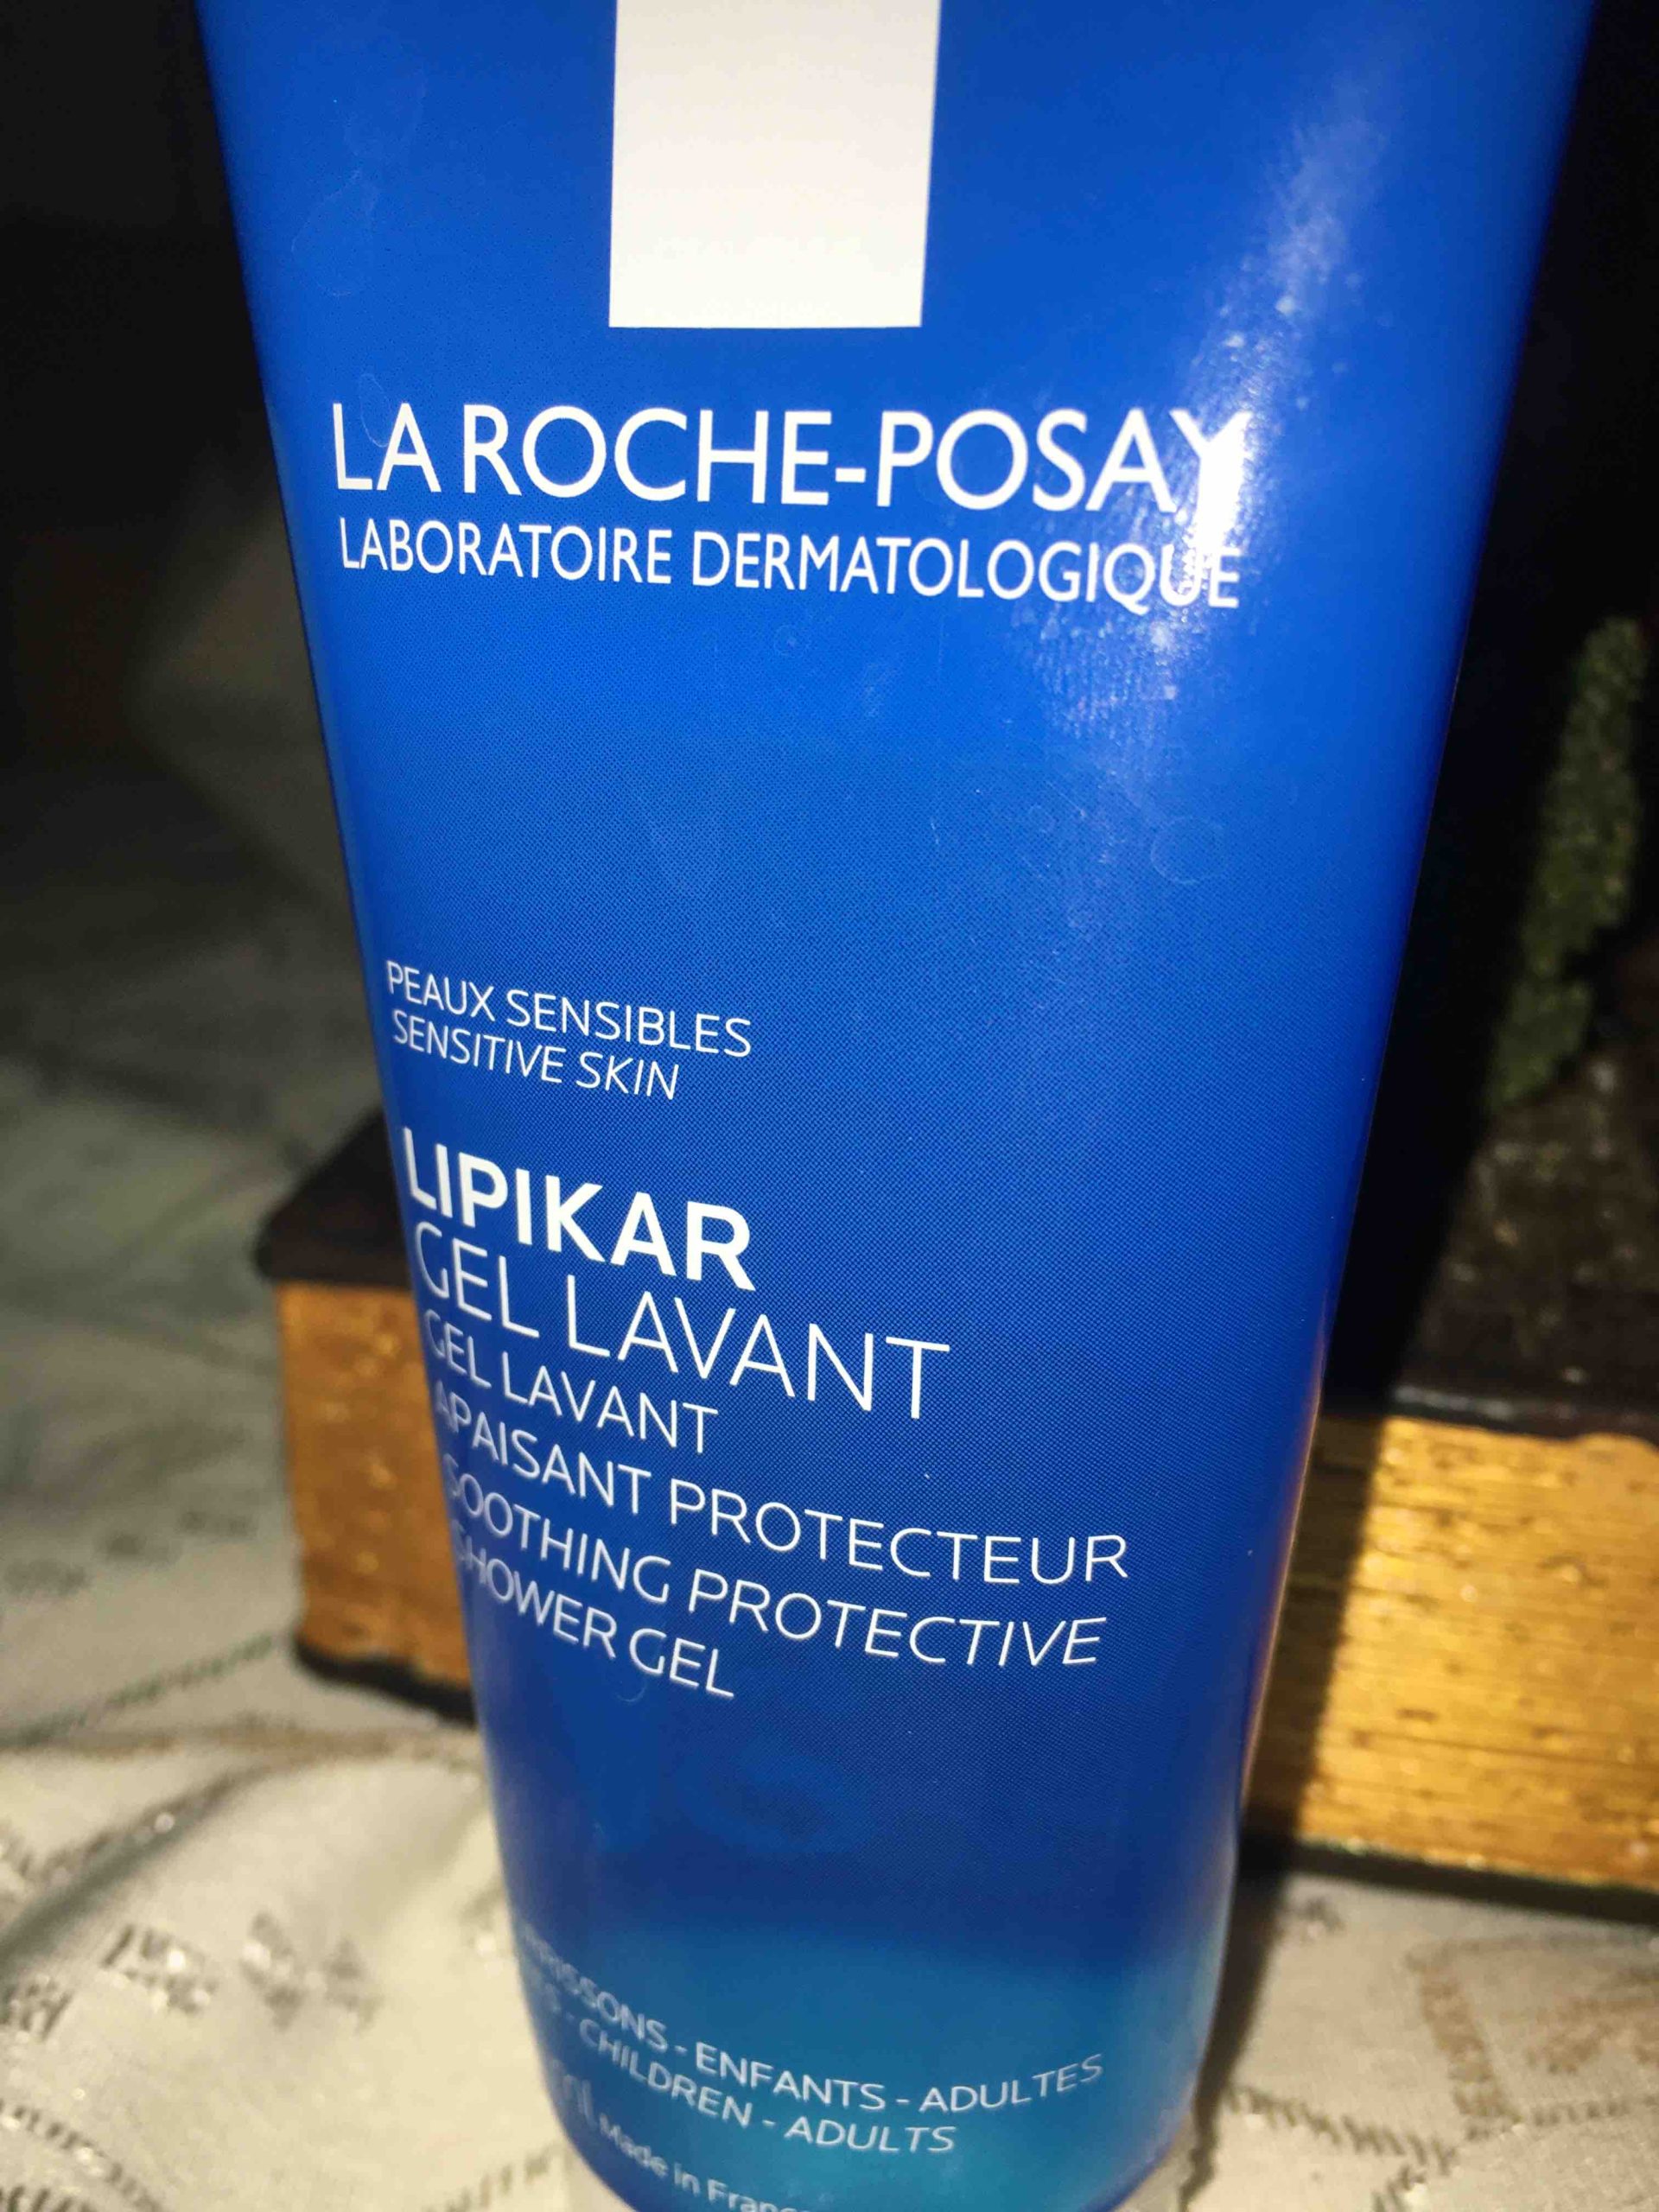 LA ROCHE-POSAY
LABORATOIRE DERMATOLOGIQUE
PEAUX SENSIBLES
SENSITIVE SKIN
LIPIKAR
GEL LAVANT
GEL LAVANT
APAISANT PROTECTEUR
SOOTHING PROTECTIVE
SHOWER GEL
- ENFANTS - ADULTES
- CHILDREN - ADULTS
Made in